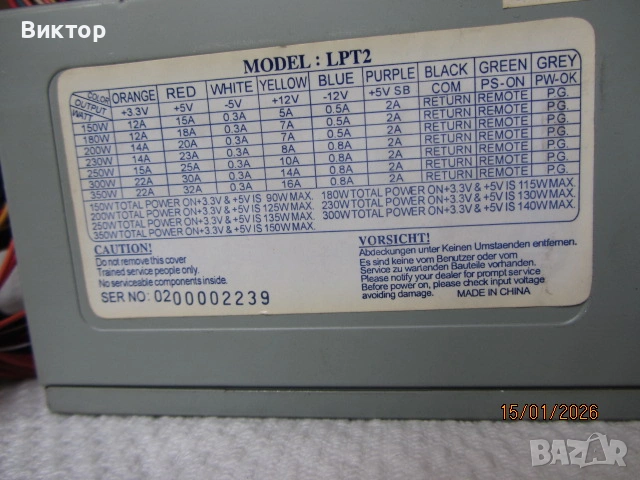 Виктор
MODEL : LPT2
COLOR OUTPUT WATT ORANGE RED WHITE YELLOW BLUE PURPLE BLACK GREEN GREY
+3.3V +5V -5V +12V -12V +5V SB COM PS-ON PW-OK
150W 12A 15A 0.3A 5A 0.5A 2A RETURN REMOTE P.G.
180W 12A 18A 0.3A 7A 0.5A 2A RETURN REMOTE P.G.
200W 14A 20A 0.3A 7A 0.5A 2A RETURN REMOTE P.G.
230W 14A 23A 0.3A 8A 0.5A 2A RETURN REMOTE P.G.
250W 15A 25A 0.3A 10A 0.8A 2A RETURN REMOTE P.G.
300W 22A 30A 0.3A 14A 0.8A 2A RETURN REMOTE P.G.
350W 22A 32A 0.3A 16A 0.8A 2A RETURN REMOTE P.G.
150W TOTAL POWER ON +3.3V & +5V IS 90W MAX. 180W TOTAL POWER ON +3.3V & +5V IS 115W MAX.
200W TOTAL POWER ON +3.3V & +5V IS 125W MAX. 230W TOTAL POWER ON +3.3V & +5V IS 130W MAX.
250W TOTAL POWER ON +3.3V & +5V IS 135W MAX. 300W TOTAL POWER ON +3.3V & +5V IS 140W MAX.
350W TOTAL POWER ON +3.3V & +5V IS 150W MAX.
CAUTION!
Do not remove this cover
Trained service people only.
No serviceable components inside.
SER NO: 0200002239
VORSICHT!
Abdeckungen unter Keinen Umstaenden entfernen.
Es sind keine vom Benutzer oder vom
Service zu wartenden Bauteile vorhanden.
Please notify your dealer for prompt service
Before power on, please check input voltage
avoiding damage. MADE IN CHINA
15/01/2026
BAZAR